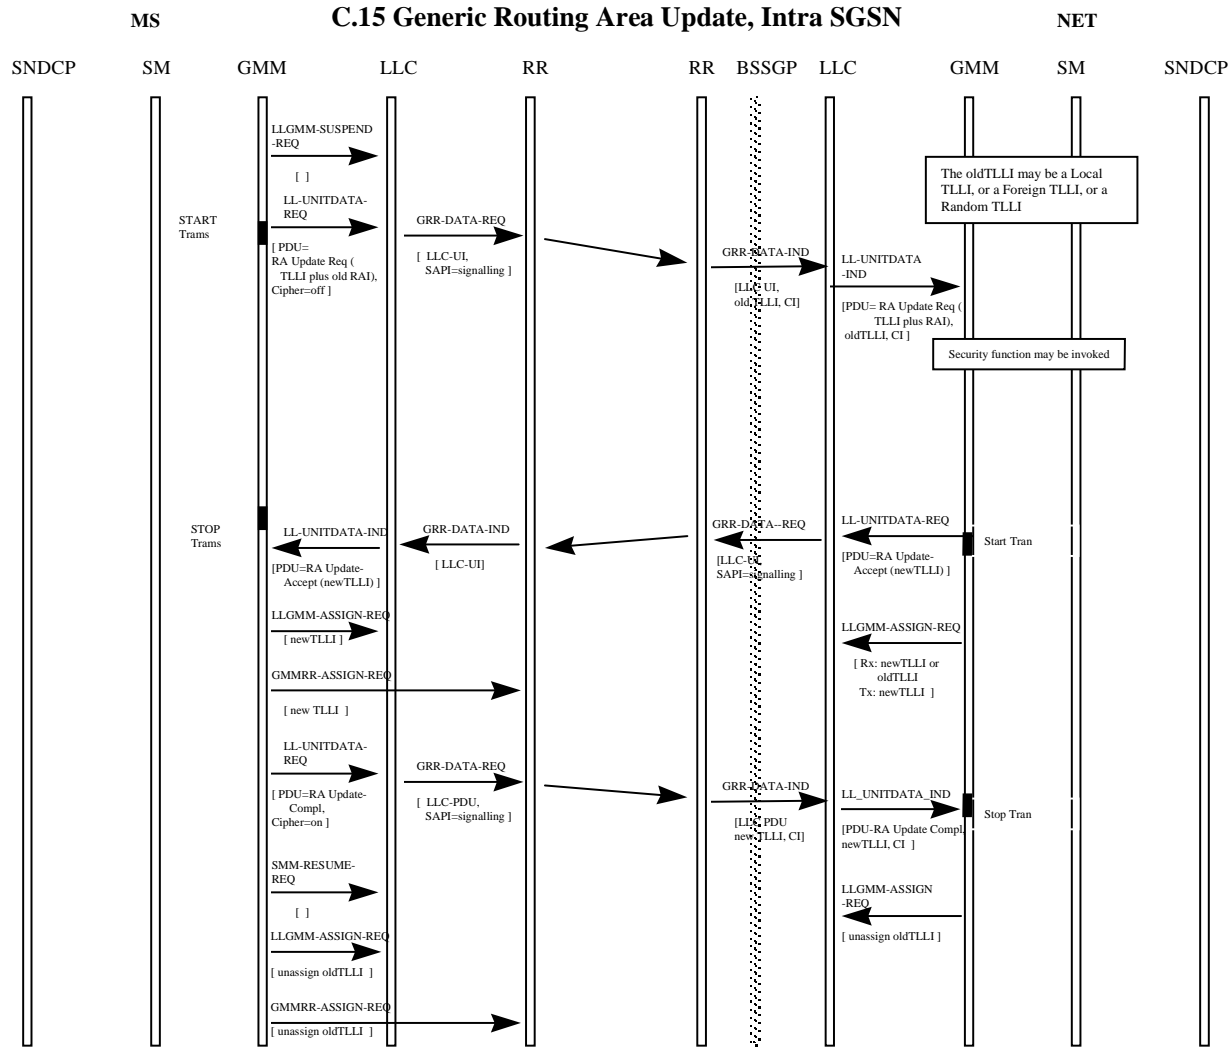 C.15 Generic Routing Area Update, Intra SGSN
MS
NET
SNDCP SM GMM LLC RR RR BSSGP LLC GMM SM SNDCP
LLGMM-SUSPEND
-REQ
[ ]
LL-UNITDATA-
REQ
START
Trams
[ PDU=
RA Update Req (
TLLI plus old RAI),
Cipher=off ]
GRR-DATA-REQ
[ LLC-UI,
SAPI=signalling ]
GRR-DATA-IND
[LLC-UI,
old TLLI, CI]
LL-UNITDATA
-IND
[PDU= RA Update Req (
TLLI plus RAI),
oldTLLI, CI ]
The oldTLLI may be a Local
TLLI, or a Foreign TLLI, or a
Random TLLI
Security function may be invoked
STOP
Trams
LL-UNITDATA-IND
[PDU=RA Update-
Accept (newTLLI) ]
GRR-DATA-IND
[ LLC-UI]
GRR-DATA--REQ
[LLC-UI,
SAPI=signalling ]
LL-UNITDATA-REQ
[PDU=RA Update-
Accept (newTLLI) ]
Start Tran
LLGMM-ASSIGN-REQ
[ newTLLI ]
LLGMM-ASSIGN-REQ
[ Rx: newTLLI or
oldTLLI
Tx: newTLLI ]
GMMRR-ASSIGN-REQ
[ new TLLI ]
LL-UNITDATA-
REQ
[ PDU=RA Update-
Compl,
Cipher=on ]
GRR-DATA-REQ
[ LLC-PDU,
SAPI=signalling ]
GRR-DATA-IND
[LLC PDU
new TLLI, CI]
LL_UNITDATA_IND
[PDU-RA Update Compl,
newTLLI, CI ]
Stop Tran
SMM-RESUME-
REQ
[ ]
LLGMM-ASSIGN
-REQ
[ unassign oldTLLI ]
LLGMM-ASSIGN-REQ
[ unassign oldTLLI ]
GMMRR-ASSIGN-REQ
[ unassign oldTLLI ]